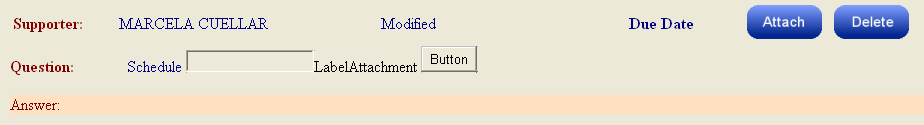 Supporter: MARCELA CUELLAR Modified Due Date Attach Delete
Question: Schedule LabelAttachment Button
Answer: